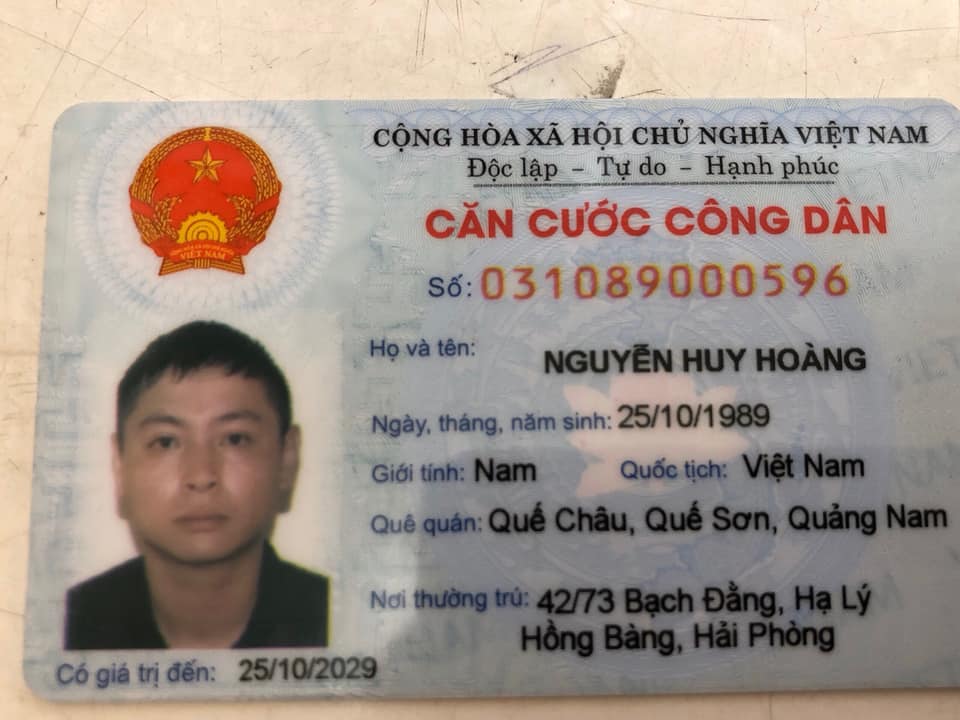 CỘNG HÒA XÃ HỘI CHỦ NGHĨA VIỆT NAM
Độc lập - Tự do - Hạnh phúc
CĂN CƯỚC CÔNG DÂN
Số: 031089000596
Họ và tên: NGUYỄN HUY HOÀNG
Ngày, tháng, năm sinh: 25/10/1989
Giới tính: Nam Quốc tịch: Việt Nam
Quê quán: Quế Châu, Quế Sơn, Quảng Nam
Nơi thường trú: 42/73 Bạch Đằng, Hạ Lý
Hồng Bàng, Hải Phòng
Có giá trị đến: 25/10/2029
VIỆT NAM